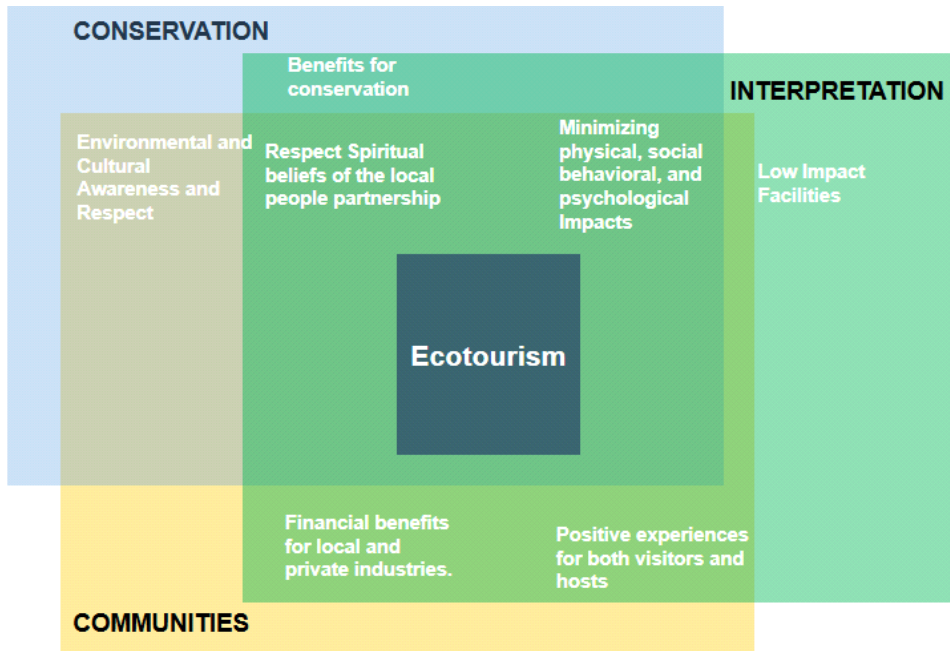 CONSERVATION
Benefits for
conservation
INTERPRETATION
Environmental and
Cultural
Awareness and
Respect
Respect Spiritual
beliefs of the local
people partnership
Minimizing
physical, social
behavioral, and
psychological
Impacts
Low Impact
Facilities
Ecotourism
Financial benefits
for local and
private industries.
Positive experiences
for both visitors and
hosts
COMMUNITIES